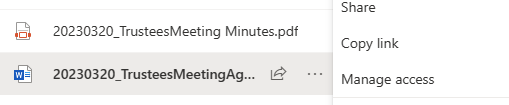 Share
20230320_TrusteesMeeting Minutes.pdf
Copy link
20230320_TrusteesMeetingAg...
Manage access